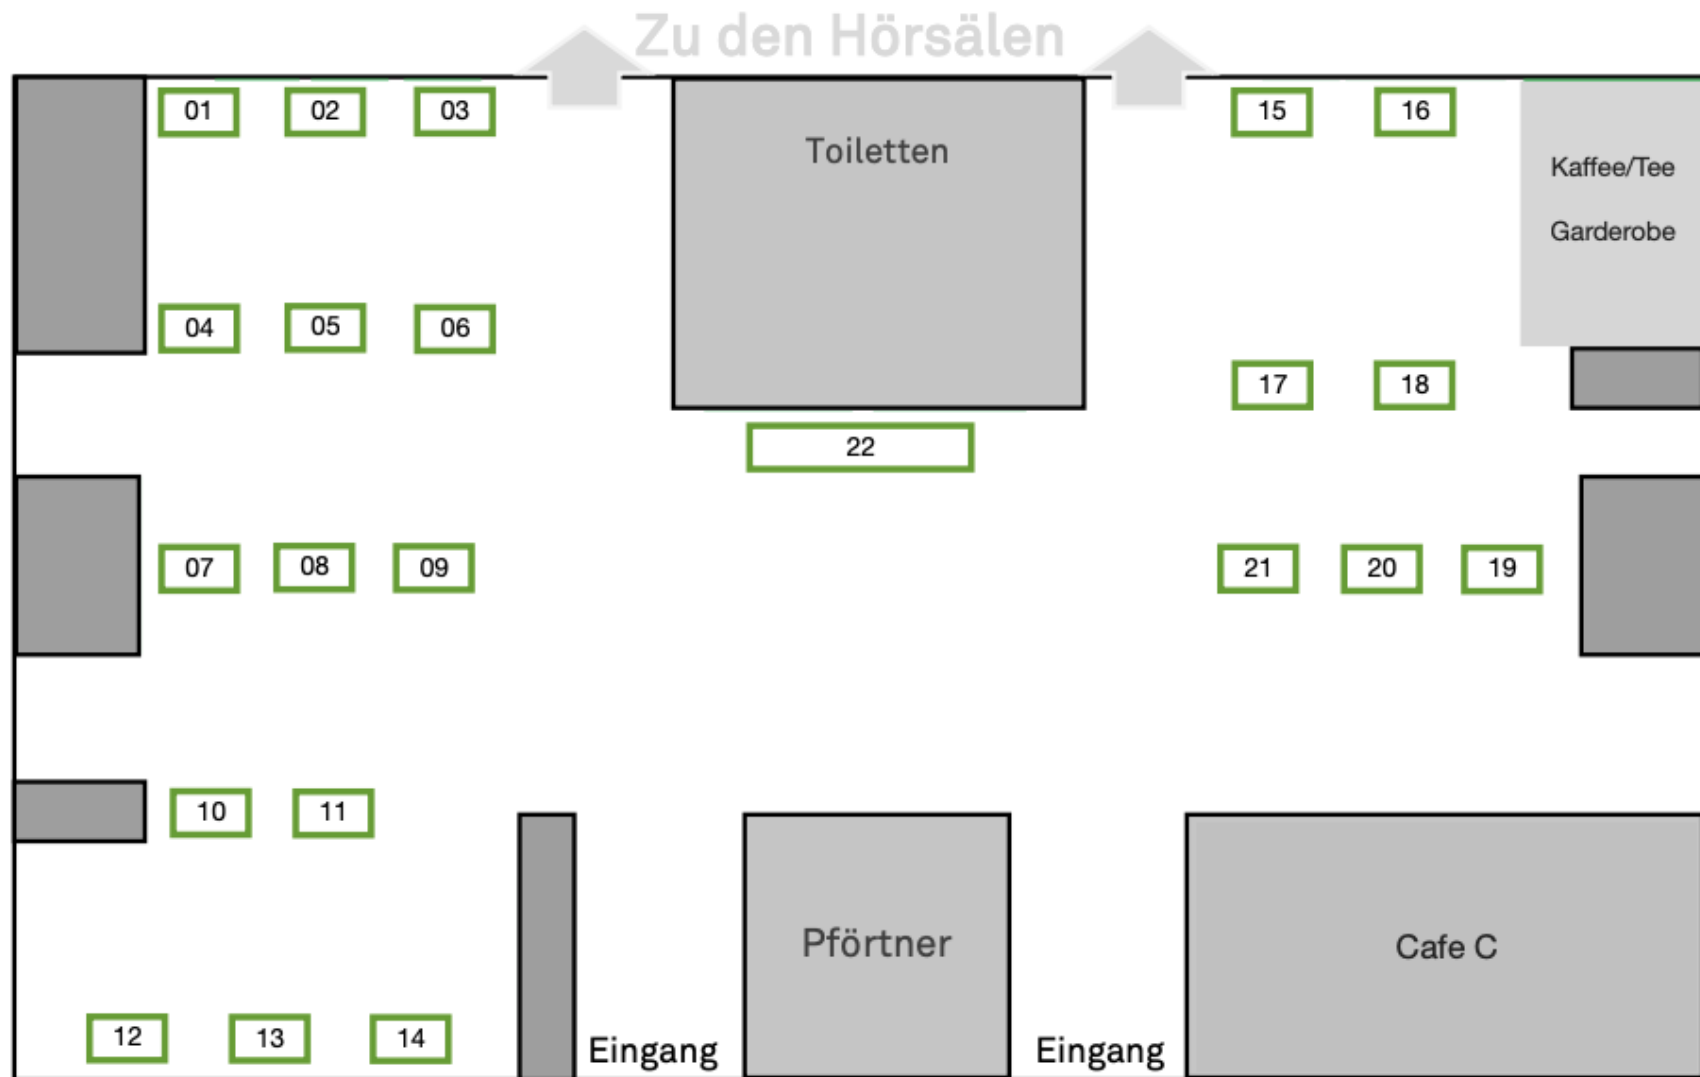 Zu den Hörsälen
01 02 03
Toiletten
15 16
Kaffee/Tee
Garderobe
04 05 06
17 18
22
07 08 09
21 20 19
10 11
Pförtner
Cafe C
12 13 14
Eingang
Eingang